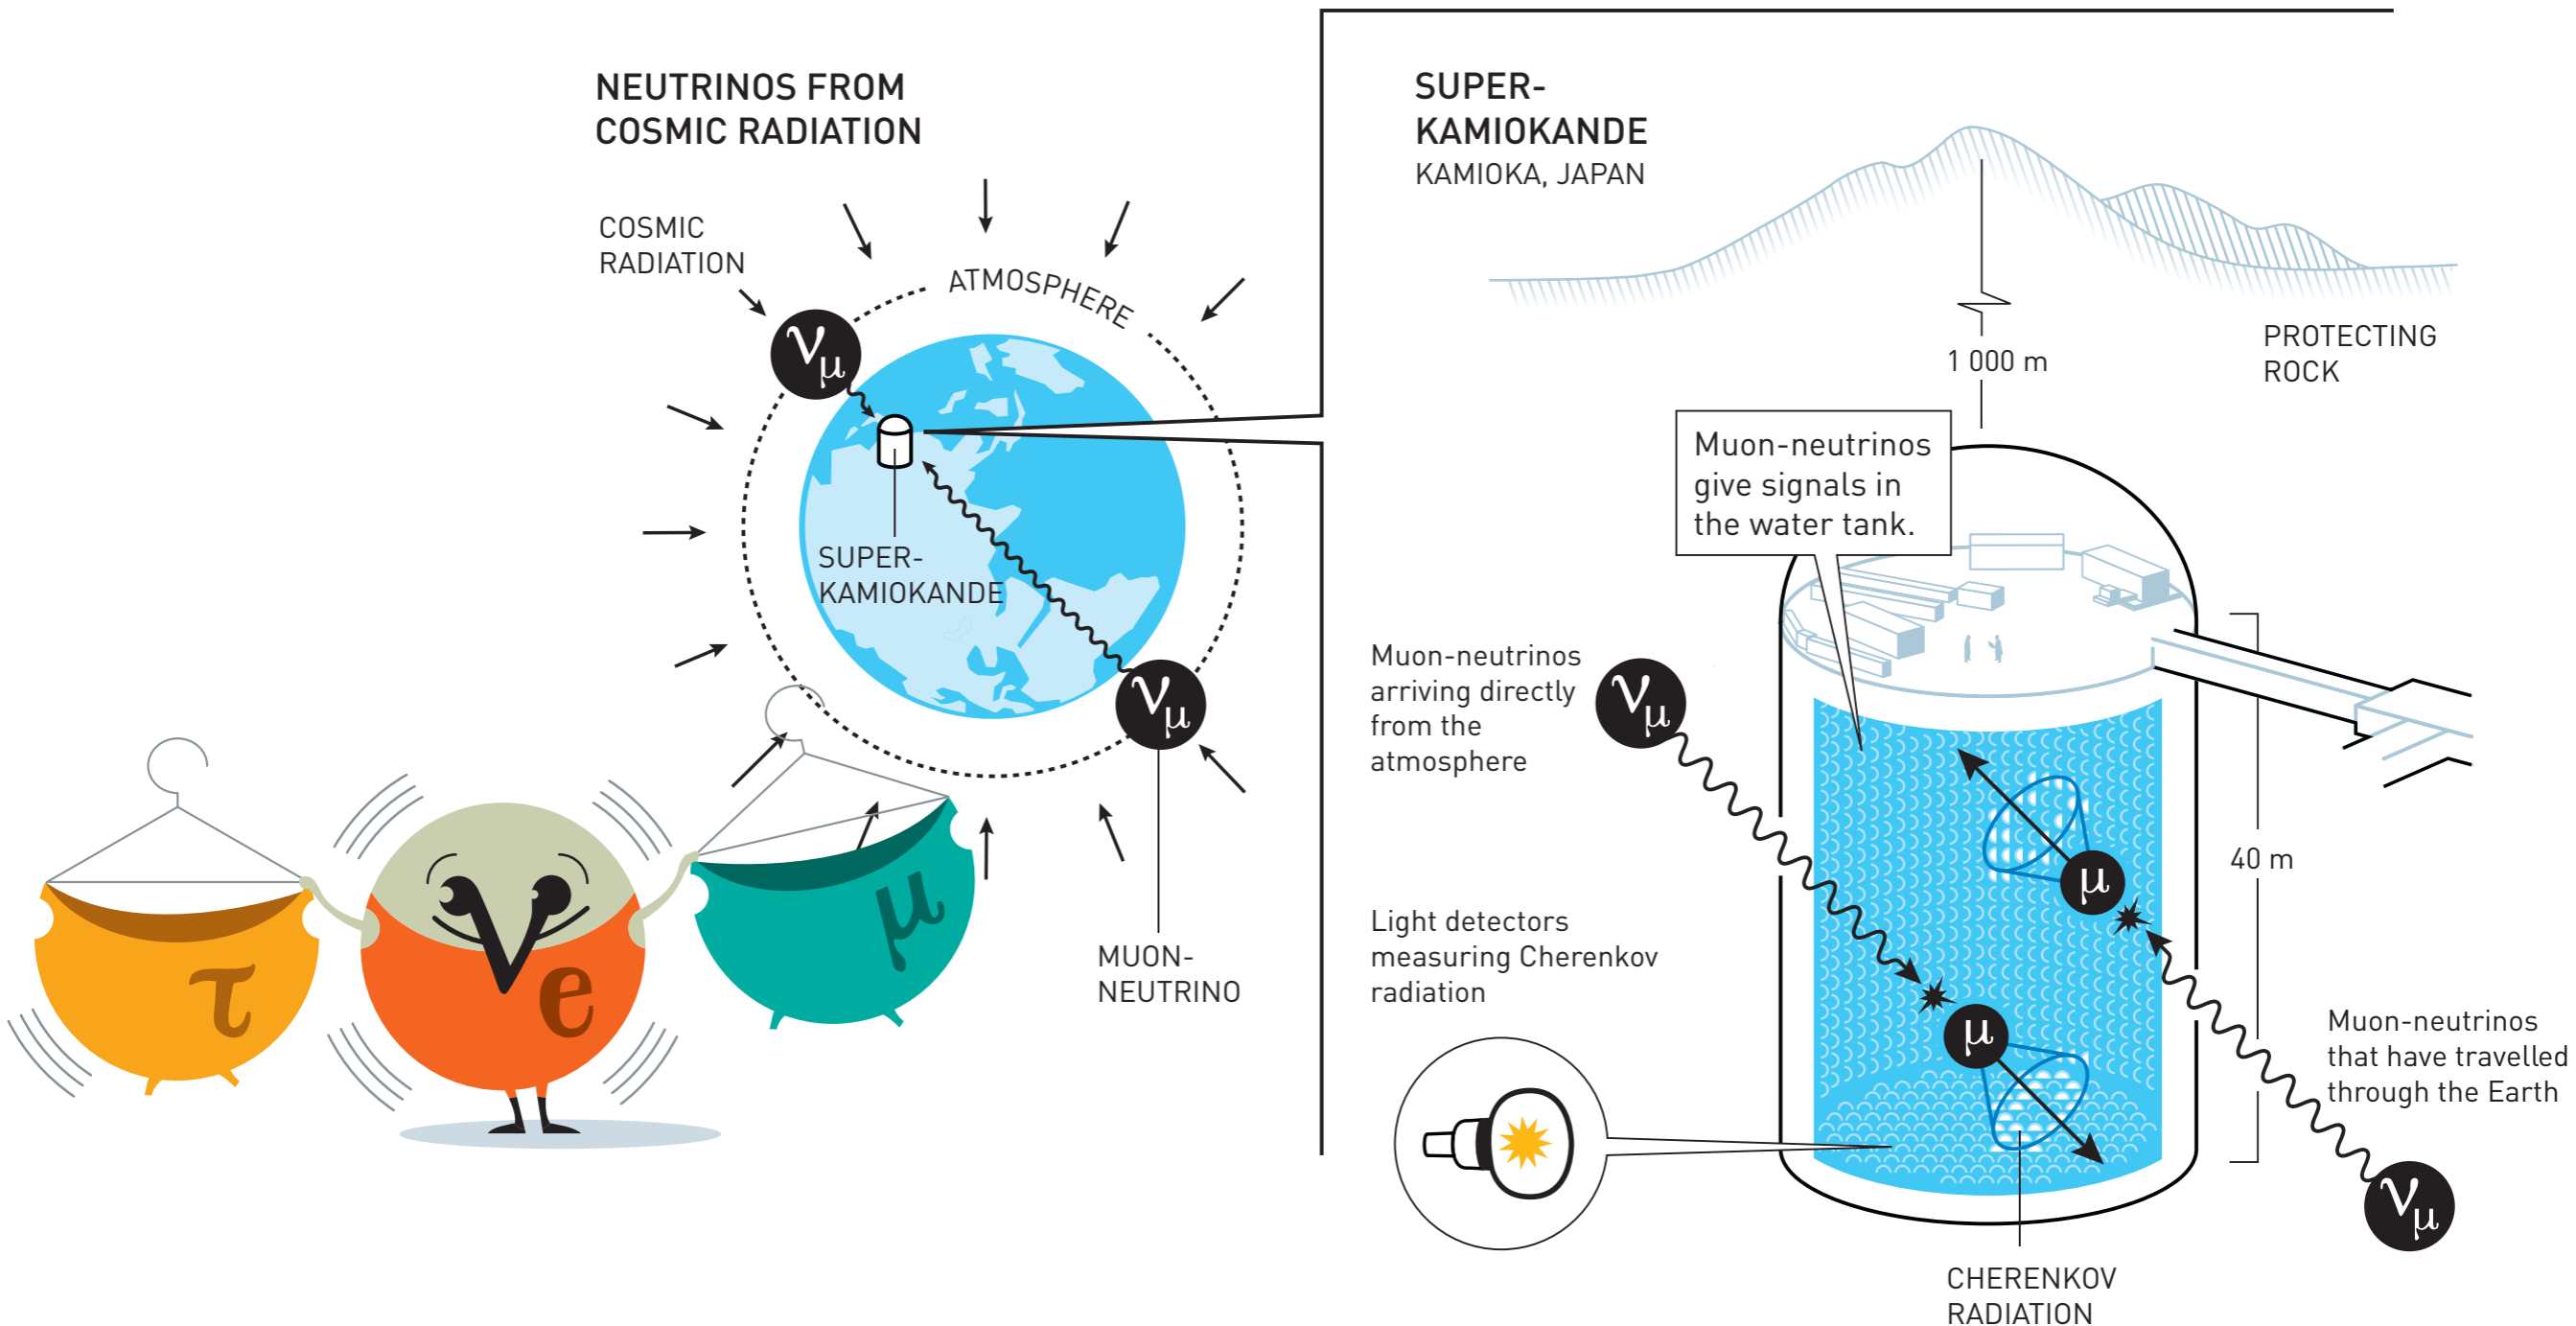 NEUTRINOS FROM
COSMIC RADIATION
COSMIC
RADIATION
ATMOSPHERE
νμ
SUPER-
KAMIOKANDE
νμ
MUON-
NEUTRINO
τ
ν
e
μ
SUPER-
KAMIOKANDE
KAMIOKA, JAPAN
1 000 m
PROTECTING
ROCK
Muon-neutrinos
give signals in
the water tank.
Muon-neutrinos
arriving directly
from the
atmosphere
νμ
μ
40 m
Light detectors
measuring Cherenkov
radiation
μ
Muon-neutrinos
that have travelled
through the Earth
νμ
CHERENKOV
RADIATION